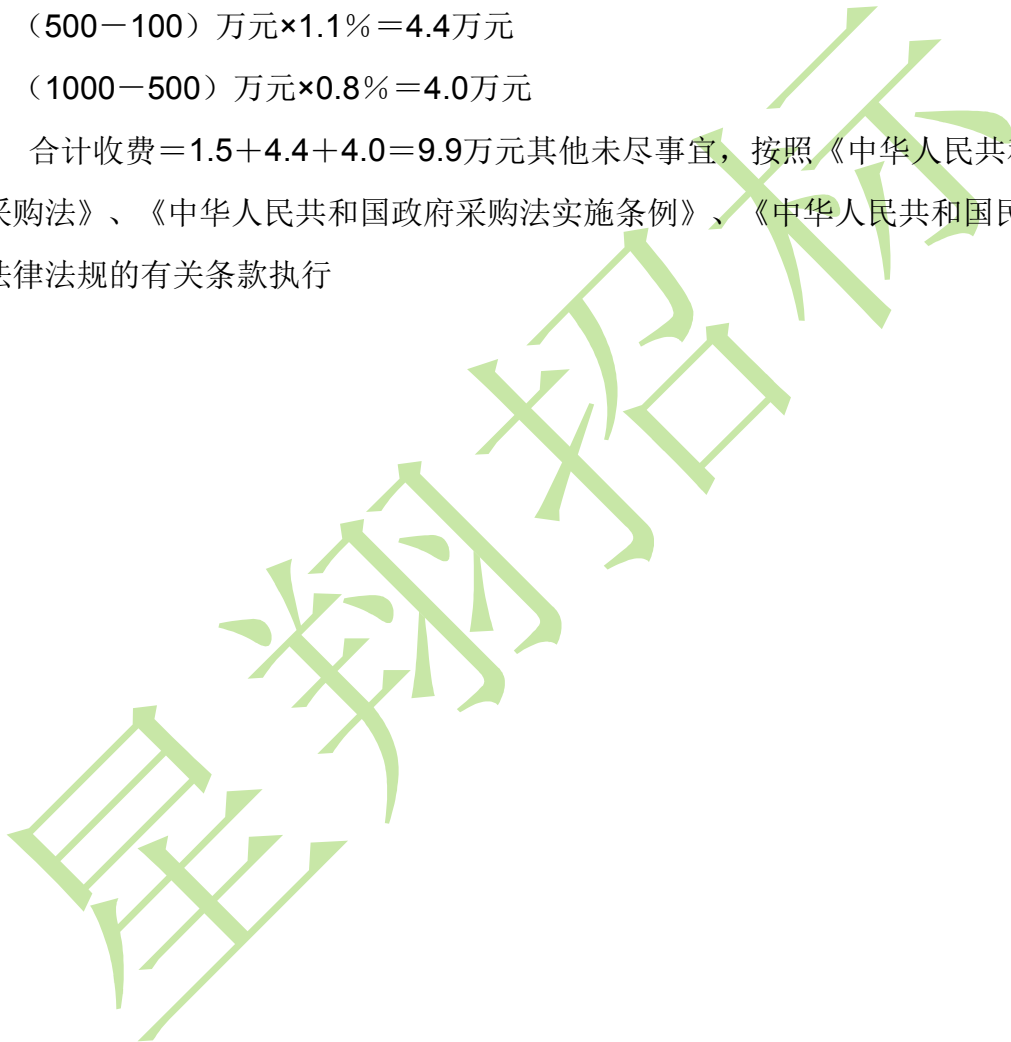 （500－100）万元×1.1％＝4.4万元
（1000－500）万元×0.8％＝4.0万元
合计收费＝1.5＋4.4＋4.0＝9.9万元其他未尽事宜，按照《中华人民共和
采购法》、《中华人民共和国政府采购法实施条例》、《中华人民共和国民
法律法规的有关条款执行
星翔招标